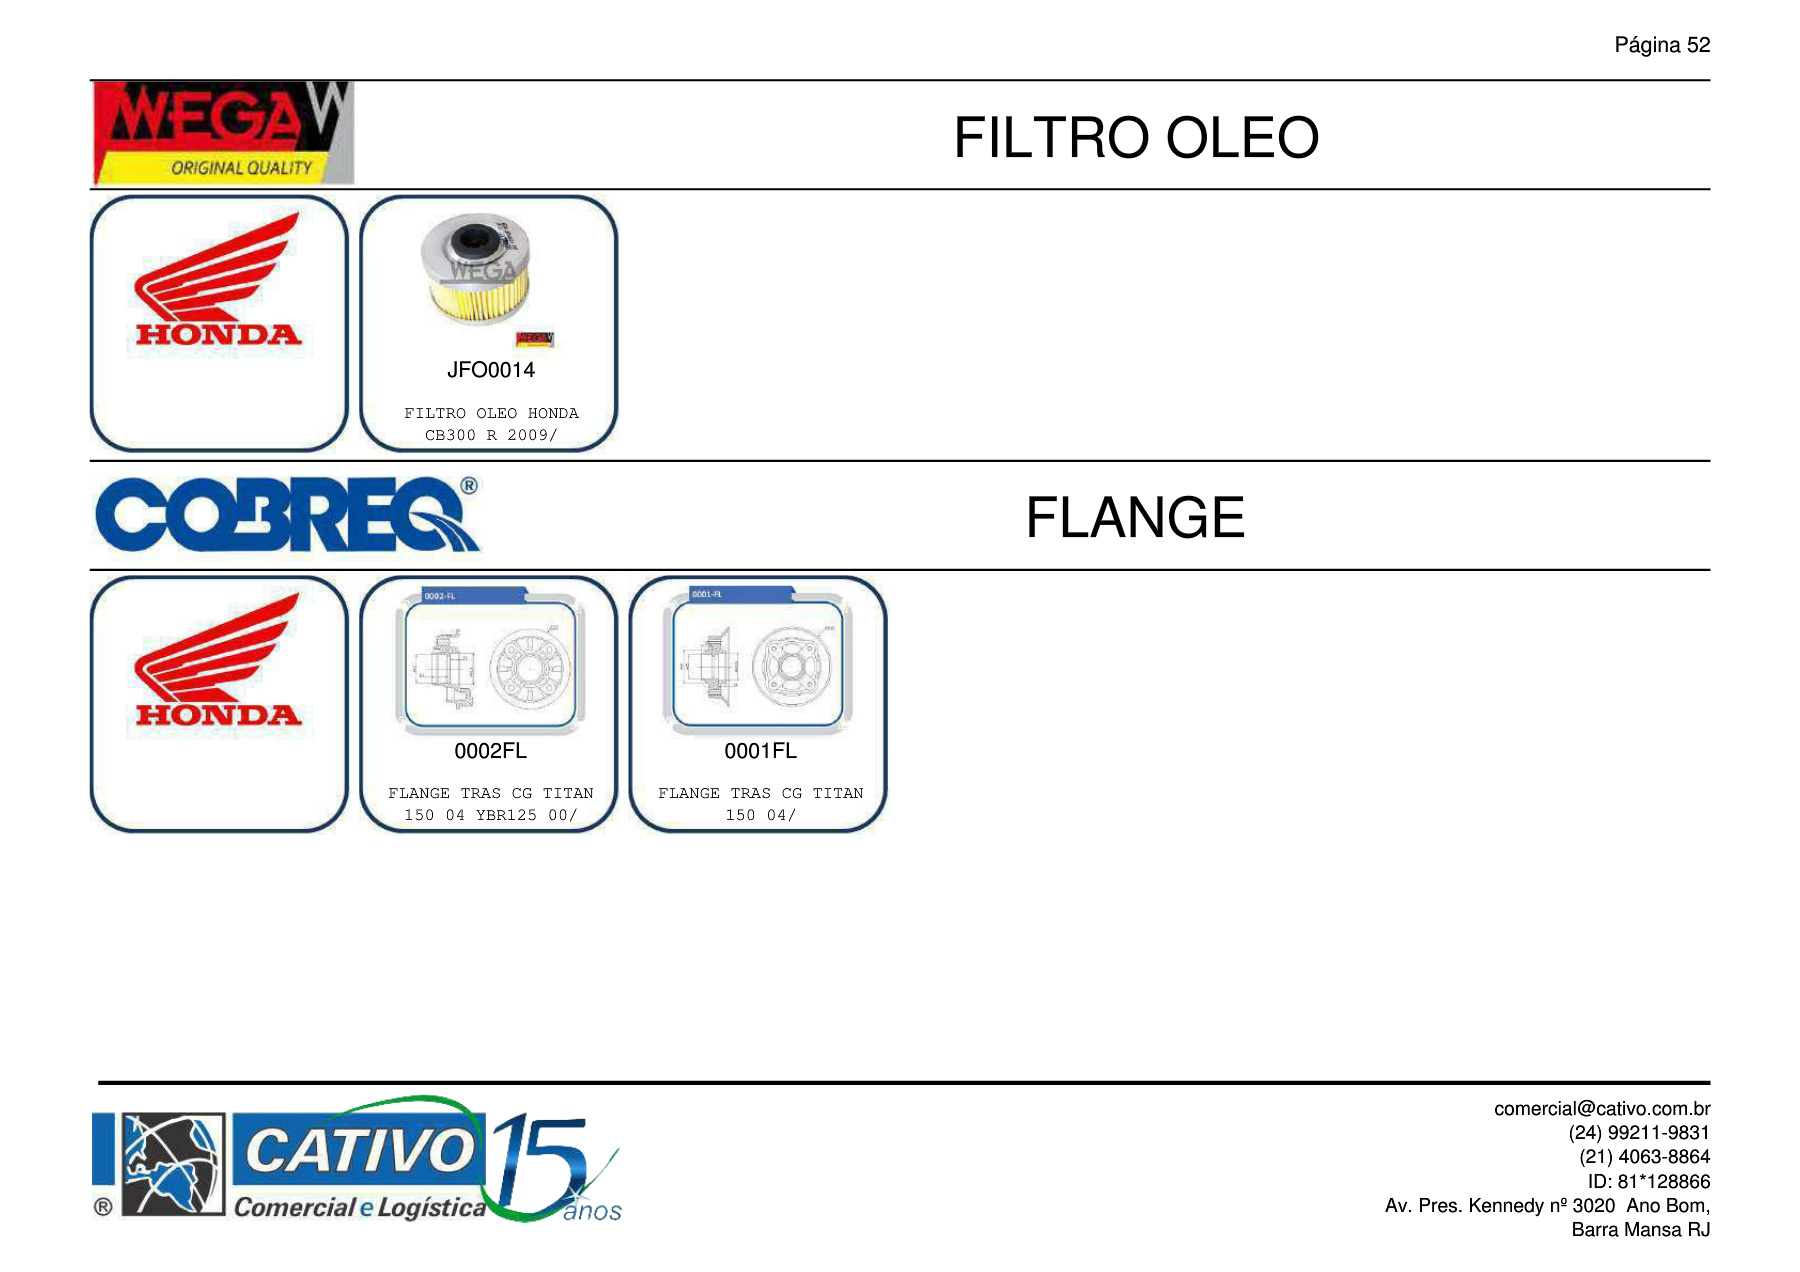 Página 52
WEGA W
ORIGINAL QUALITY
FILTRO OLEO
HONDA
WEGA
WEGA
JFO0014
FILTRO OLEO HONDA
CB300 R 2009/
COBREQ®
FLANGE
HONDA
0002-FL
0002FL
FLANGE TRAS CG TITAN
150 04 YBR125 00/
0001-FL
0001FL
FLANGE TRAS CG TITAN
150 04/
CATIVO
® Comercial e Logística
15
anos
comercial@cativo.com.br
(24) 99211-9831
(21) 4063-8864
ID: 81*128866
Av. Pres. Kennedy nº 3020  Ano Bom,
Barra Mansa RJ